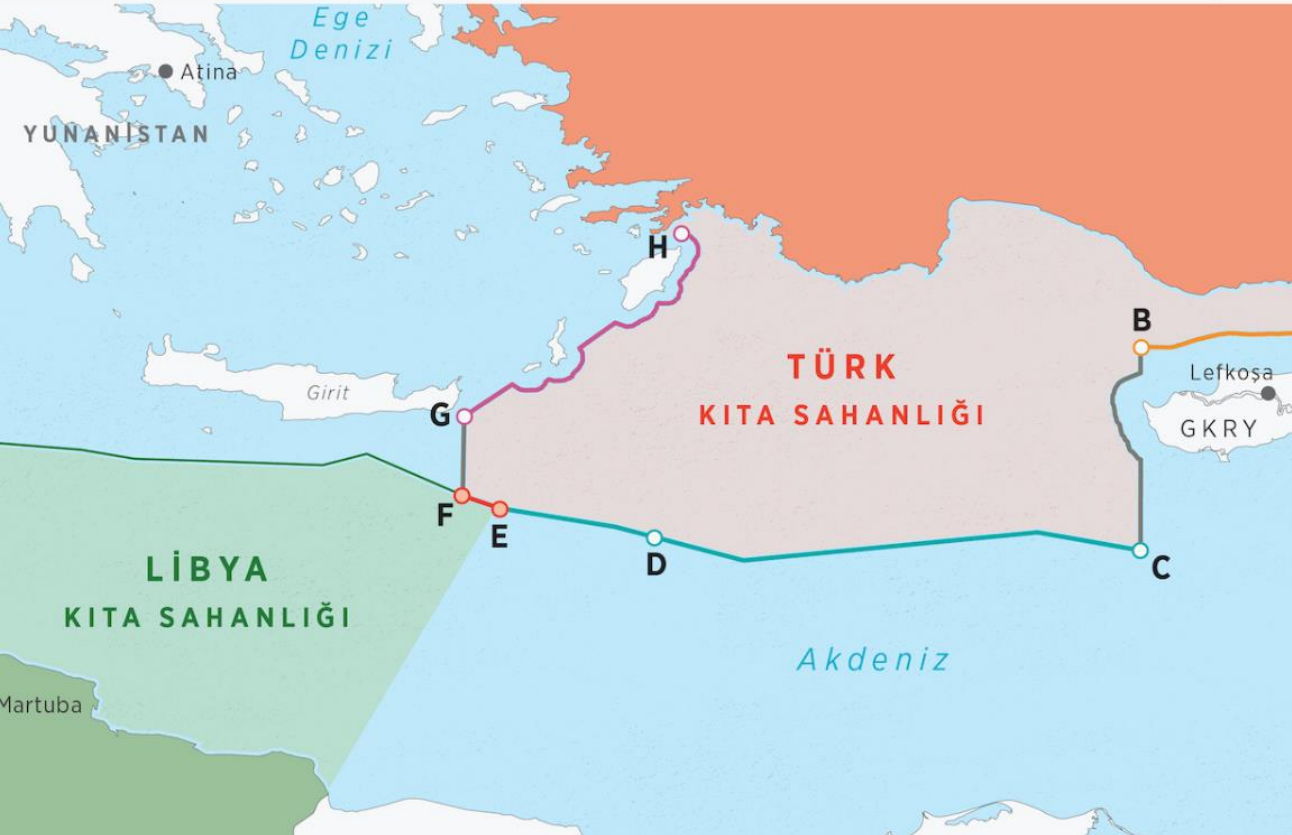 Ege
Denizi
Atina
YUNANİSTAN
H
B
TÜRK
KITA SAHANLIĞI
Lefkoşa
GKRY
Girit
G
F
E
D
C
LİBYA
KITA SAHANLIĞI
Akdeniz
Martuba